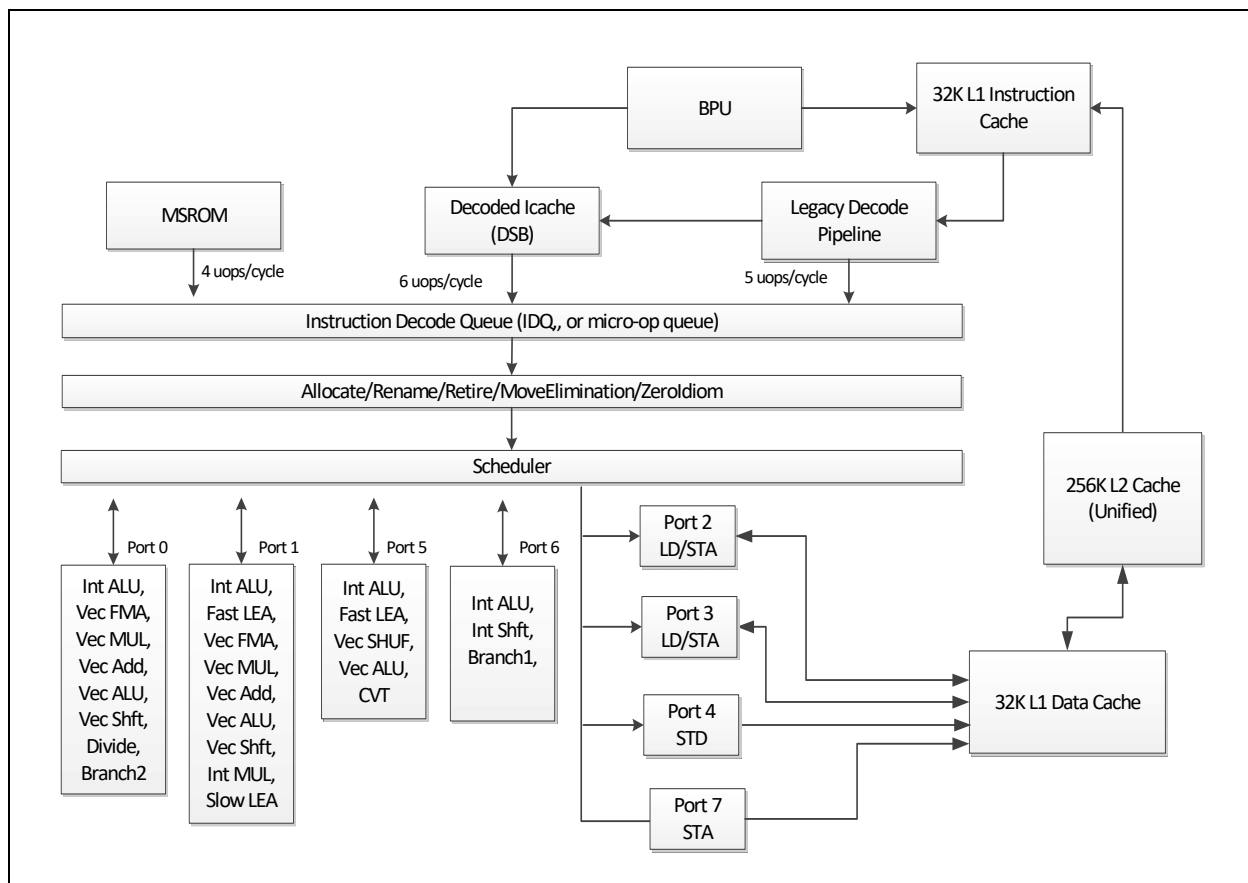 BPU
32K L1 Instruction
Cache
MSROM
Decoded Icache
(DSB)
Legacy Decode
Pipeline
4 uops/cycle
6 uops/cycle
5 uops/cycle
Instruction Decode Queue (IDQ,, or micro-op queue)
Allocate/Rename/Retire/MoveElimination/ZeroIdiom
Scheduler
256K L2 Cache
(Unified)
Port 0
Int ALU,
Vec FMA,
Vec MUL,
Vec Add,
Vec ALU,
Vec Shft,
Divide,
Branch2
Port 1
Int ALU,
Fast LEA,
Vec FMA,
Vec MUL,
Vec Add,
Vec ALU,
Vec Shft,
Int MUL,
Slow LEA
Port 5
Int ALU,
Fast LEA,
Vec SHUF,
Vec ALU,
CVT
Port 6
Int ALU,
Int Shft,
Branch1,
Port 2
LD/STA
Port 3
LD/STA
Port 4
STD
Port 7
STA
32K L1 Data Cache